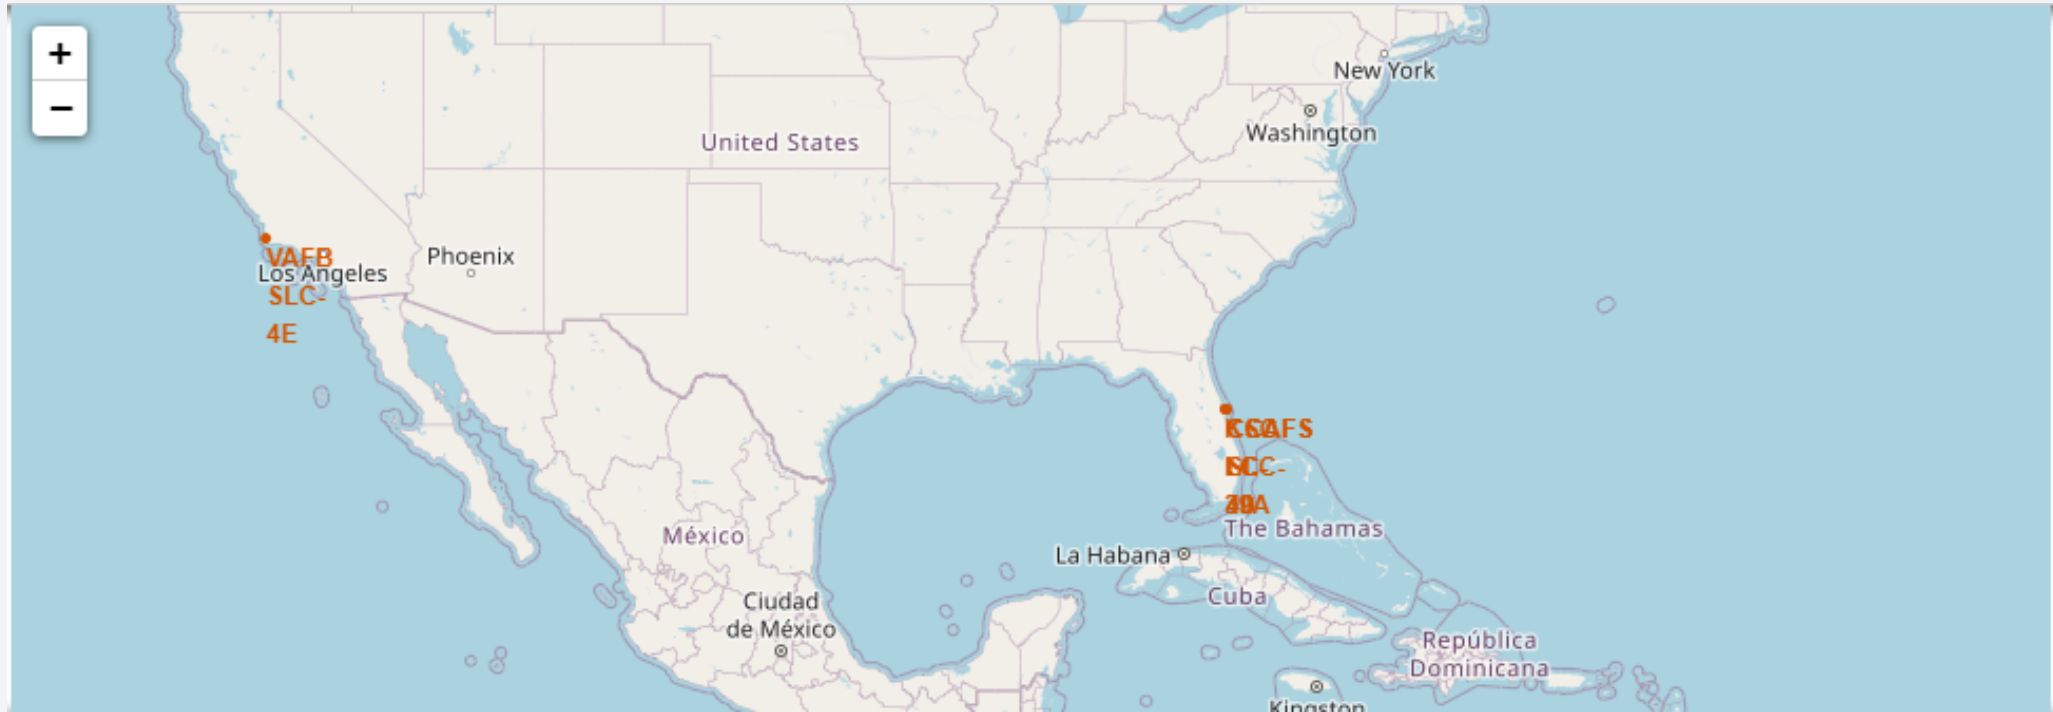 +
−
New York
Washington
United States
VAFB
Los Angeles
SLC-
4E
Phoenix
The Bahamas
La Habana
México
Cuba
Ciudad
de México
República
Dominicana
Kingston